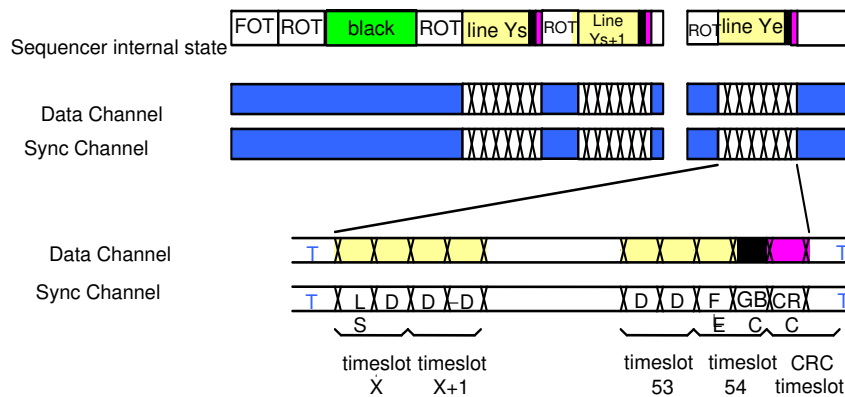 FOT ROT black ROT line Ys ROT Line Ys+1 ROT line Ye
Sequencer internal state
Data Channel
Sync Channel
Data Channel T T
Sync Channel T L D D D D D F GB CR T
S E C C
timeslot timeslot timeslot timeslot CRC
X X+1 53 54 timeslot